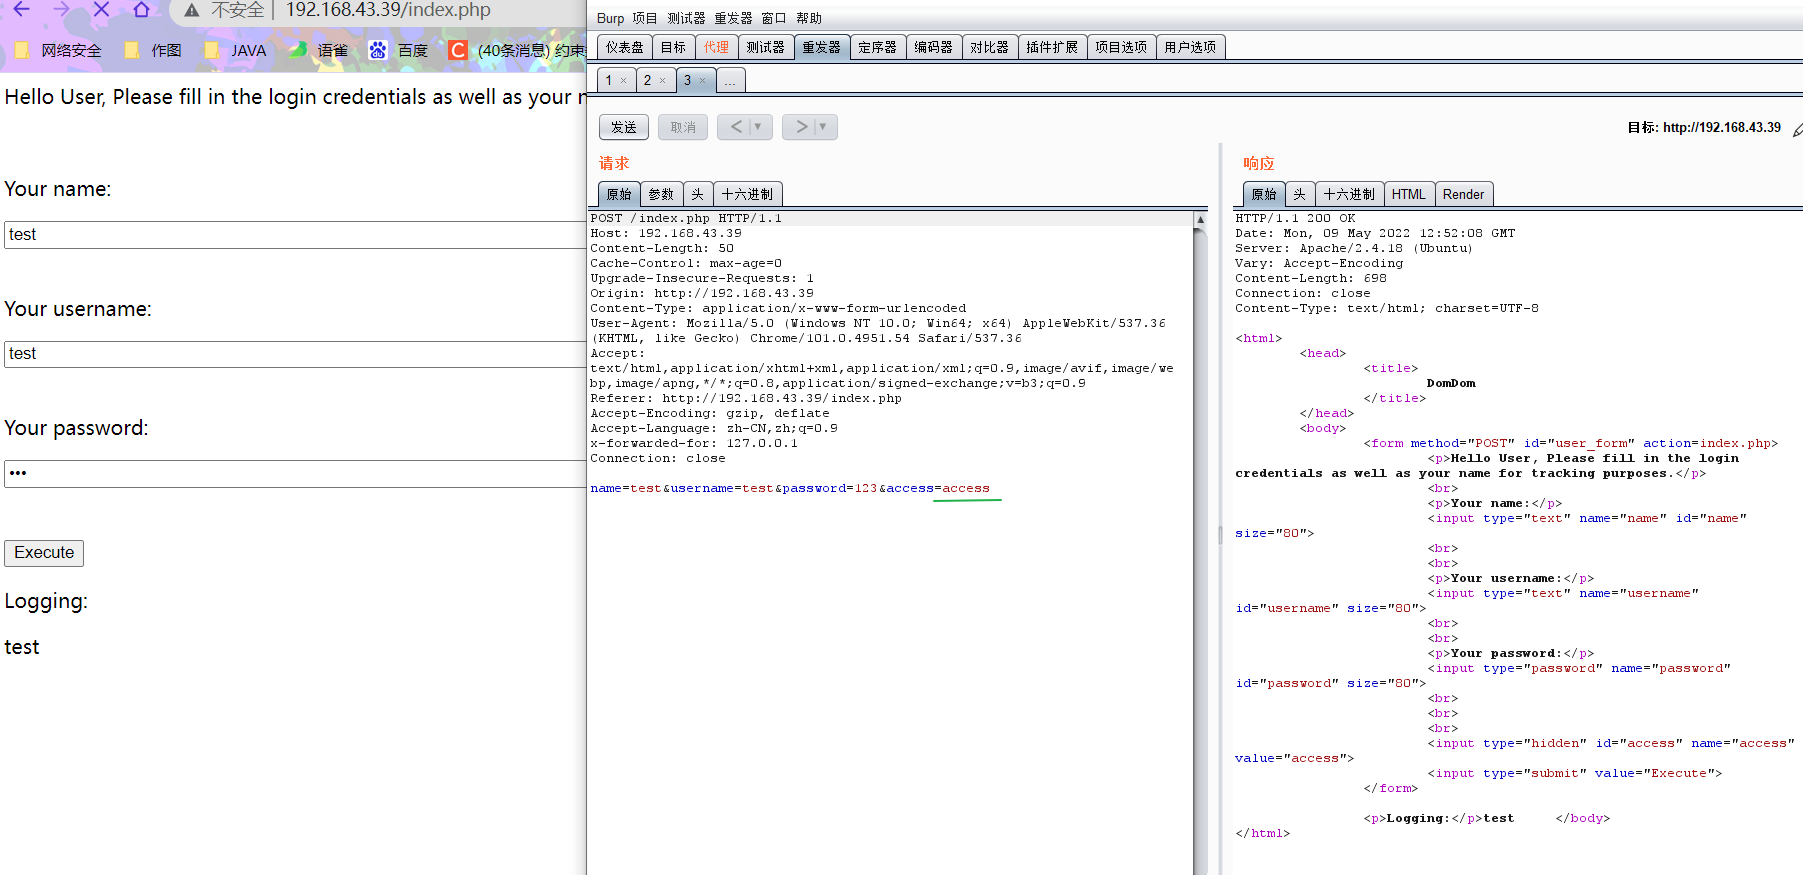 不安全 | 192.168.43.39/index.php
网络安全 作图 JAVA 语雀 百度 (40条消息) 约束
Hello User, Please fill in the login credentials as well as your n
Your name:
test
Your username:
test
Your password:
•••
Execute
Logging:
test
Burp 项目 测试器 重发器 窗口 帮助
仪表盘 目标 代理 测试器 重发器 定序器 编码器 对比器 插件扩展 项目选项 用户选项
1 × 2 × 3 × ...
发送 取消 < | ▼ > | ▼
目标: http://192.168.43.39
请求
原始 参数 头 十六进制
POST /index.php HTTP/1.1
Host: 192.168.43.39
Content-Length: 50
Cache-Control: max-age=0
Upgrade-Insecure-Requests: 1
Origin: http://192.168.43.39
Content-Type: application/x-www-form-urlencoded
User-Agent: Mozilla/5.0 (Windows NT 10.0; Win64; x64) AppleWebKit/537.36
(KHTML, like Gecko) Chrome/101.0.4951.54 Safari/537.36
Accept:
text/html,application/xhtml+xml,application/xml;q=0.9,image/avif,image/we
bp,image/apng,*/*;q=0.8,application/signed-exchange;v=b3;q=0.9
Referer: http://192.168.43.39/index.php
Accept-Encoding: gzip, deflate
Accept-Language: zh-CN,zh;q=0.9
x-forwarded-for: 127.0.0.1
Connection: close
name=test&username=test&password=123&access=access
响应
原始 头 十六进制 HTML Render
HTTP/1.1 200 OK
Date: Mon, 09 May 2022 12:52:08 GMT
Server: Apache/2.4.18 (Ubuntu)
Vary: Accept-Encoding
Content-Length: 698
Connection: close
Content-Type: text/html; charset=UTF-8
<html>
<head>
<title>
DomDom
</title>
</head>
<body>
<form method="POST" id="user_form" action=index.php>
<p>Hello User, Please fill in the login
credentials as well as your name for tracking purposes.</p>
<br>
<p>Your name:</p>
<input type="text" name="name" id="name"
size="80">
<br>
<br>
<p>Your username:</p>
<input type="text" name="username"
id="username" size="80">
<br>
<br>
<p>Your password:</p>
<input type="password" name="password"
id="password" size="80">
<br>
<br>
<br>
<input type="hidden" id="access" name="access"
value="access">
<input type="submit" value="Execute">
</form>
<p>Logging:</p>test </body>
</html>